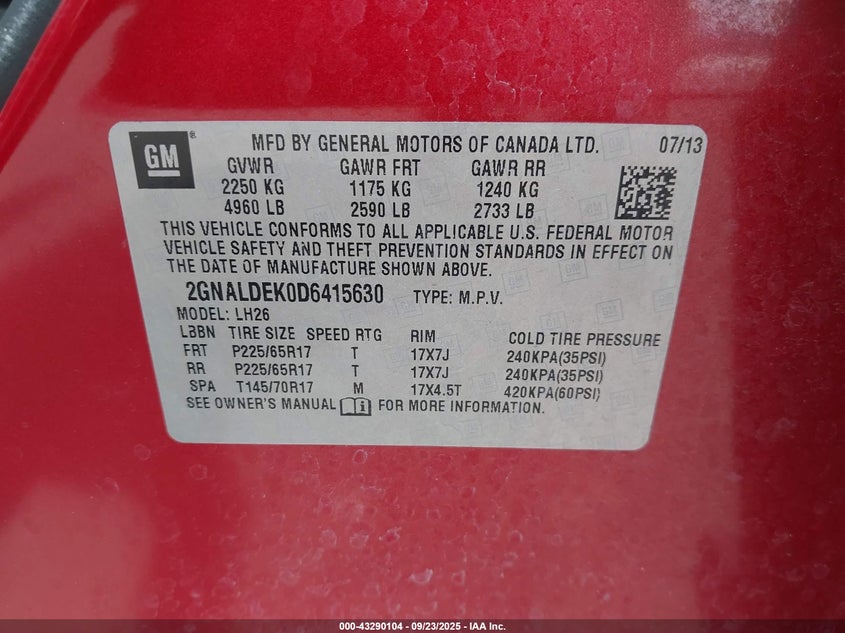 GM ®
MFD BY GENERAL MOTORS OF CANADA LTD. 07/13
GVWR GAWR FRT GAWR RR
2250 KG 1175 KG 1240 KG
4960 LB 2590 LB 2733 LB
THIS VEHICLE CONFORMS TO ALL APPLICABLE U.S. FEDERAL MOTOR
VEHICLE SAFETY AND THEFT PREVENTION STANDARDS IN EFFECT ON
THE DATE OF MANUFACTURE SHOWN ABOVE.
2GNALDEK0D6415630 TYPE: M.P.V.
MODEL: LH26
LBBN TIRE SIZE SPEED RTG RIM COLD TIRE PRESSURE
FRT P225/65R17 T 17X7J 240KPA(35PSI)
RR P225/65R17 T 17X7J 240KPA(35PSI)
SPA T145/70R17 M 17X4.5T 420KPA(60PSI)
SEE OWNER'S MANUAL FOR MORE INFORMATION.
000-43290104 - 09/23/2025 - IAA Inc.